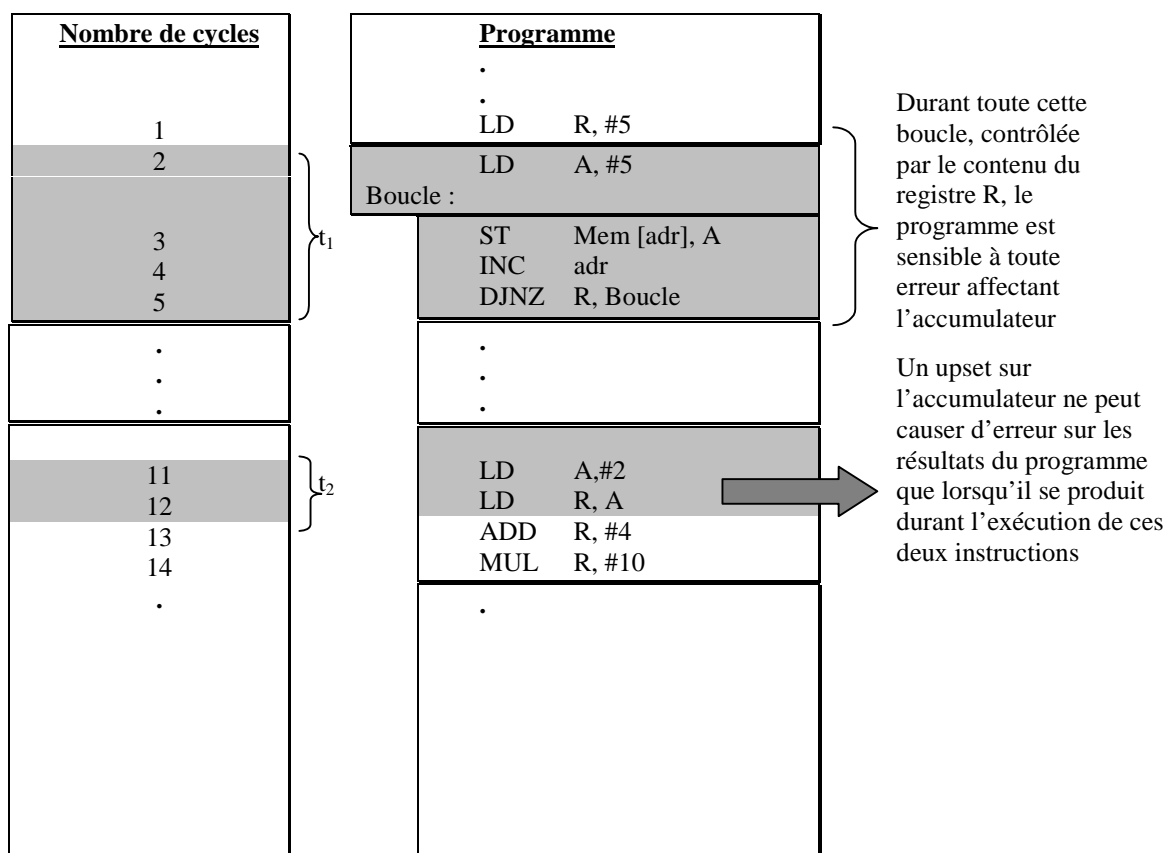 Nombre de cycles
1
2
3
4
5
.
.
.
11
12
13
14
.
t1
t2
Programme
.
.
LD R, #5
LD A, #5
Boucle :
ST Mem [adr], A
INC adr
DJNZ R, Boucle
.
.
.
LD A,#2
LD R, A
ADD R, #4
MUL R, #10
.
Durant toute cette
boucle, contrôlée
par le contenu du
registre R, le
programme est
sensible à toute
erreur affectant
l’accumulateur
Un upset sur
l’accumulateur ne peut
causer d’erreur sur les
résultats du programme
que lorsqu’il se produit
durant l’exécution de ces
deux instructions